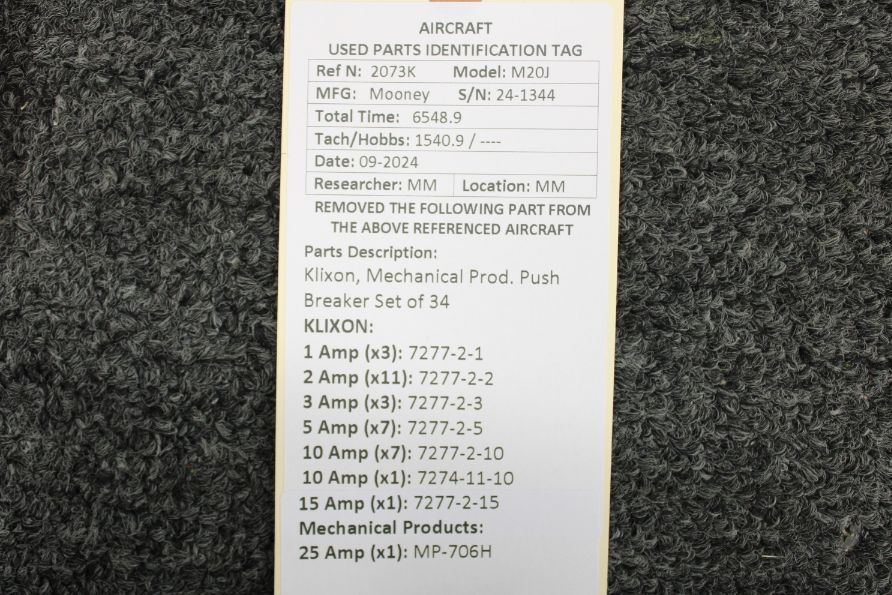 AIRCRAFT
USED PARTS IDENTIFICATION TAG
Ref N: 2073K Model: M20J
MFG: Mooney S/N: 24-1344
Total Time: 6548.9
Tach/Hobbs: 1540.9 / ----
Date: 09-2024
Researcher: MM Location: MM
REMOVED THE FOLLOWING PART FROM
THE ABOVE REFERENCED AIRCRAFT
Parts Description:
Klixon, Mechanical Prod. Push
Breaker Set of 34
KLIXON:
1 Amp (x3): 7277-2-1
2 Amp (x11): 7277-2-2
3 Amp (x3): 7277-2-3
5 Amp (x7): 7277-2-5
10 Amp (x7): 7277-2-10
10 Amp (x1): 7274-11-10
15 Amp (x1): 7277-2-15
Mechanical Products:
25 Amp (x1): MP-706H